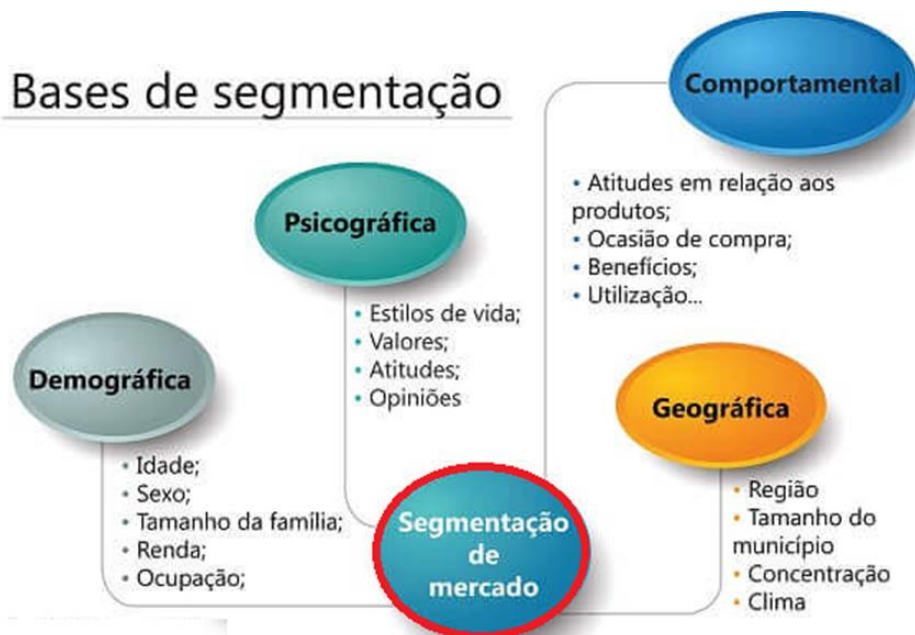 Bases de segmentação
Comportamental
• Atitudes em relação aos
produtos;
• Ocasião de compra;
• Benefícios;
• Utilização...
Psicográfica
• Estilos de vida;
• Valores;
• Atitudes;
• Opiniões
Demográfica
• Idade;
• Sexo;
• Tamanho da família;
• Renda;
• Ocupação;
Geográfica
• Região
• Tamanho do
município
• Concentração
• Clima
Segmentação
de
mercado